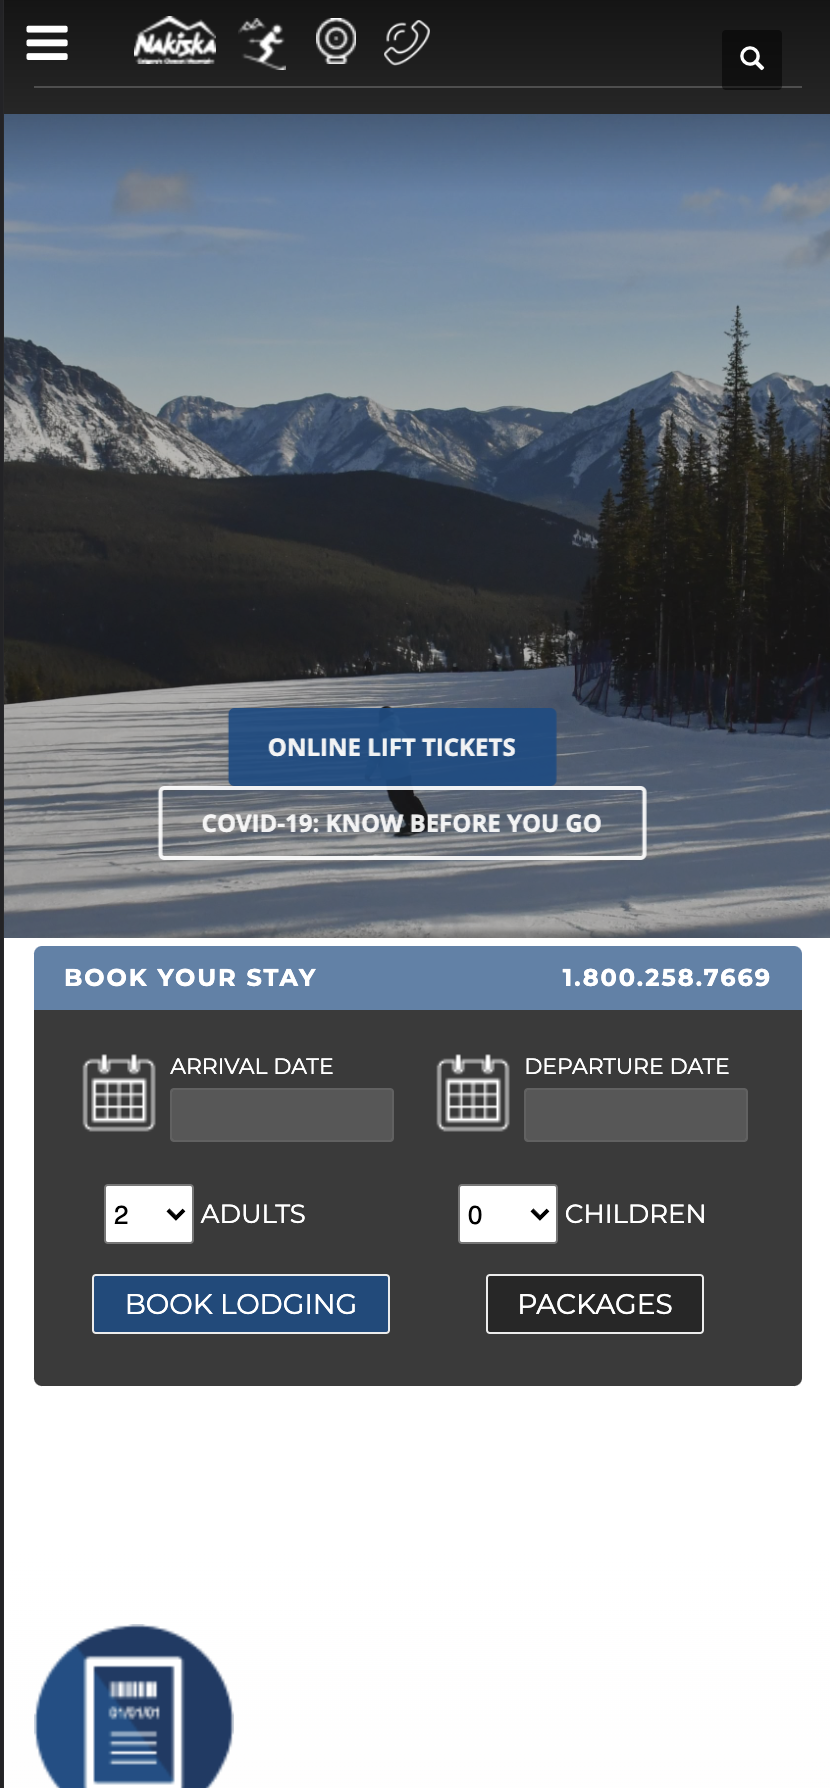 Nakiska
ONLINE LIFT TICKETS
COVID-19: KNOW BEFORE YOU GO
BOOK YOUR STAY 1.800.258.7669
ARRIVAL DATE DEPARTURE DATE
2 ADULTS 0 CHILDREN
BOOK LODGING PACKAGES
01/01/01